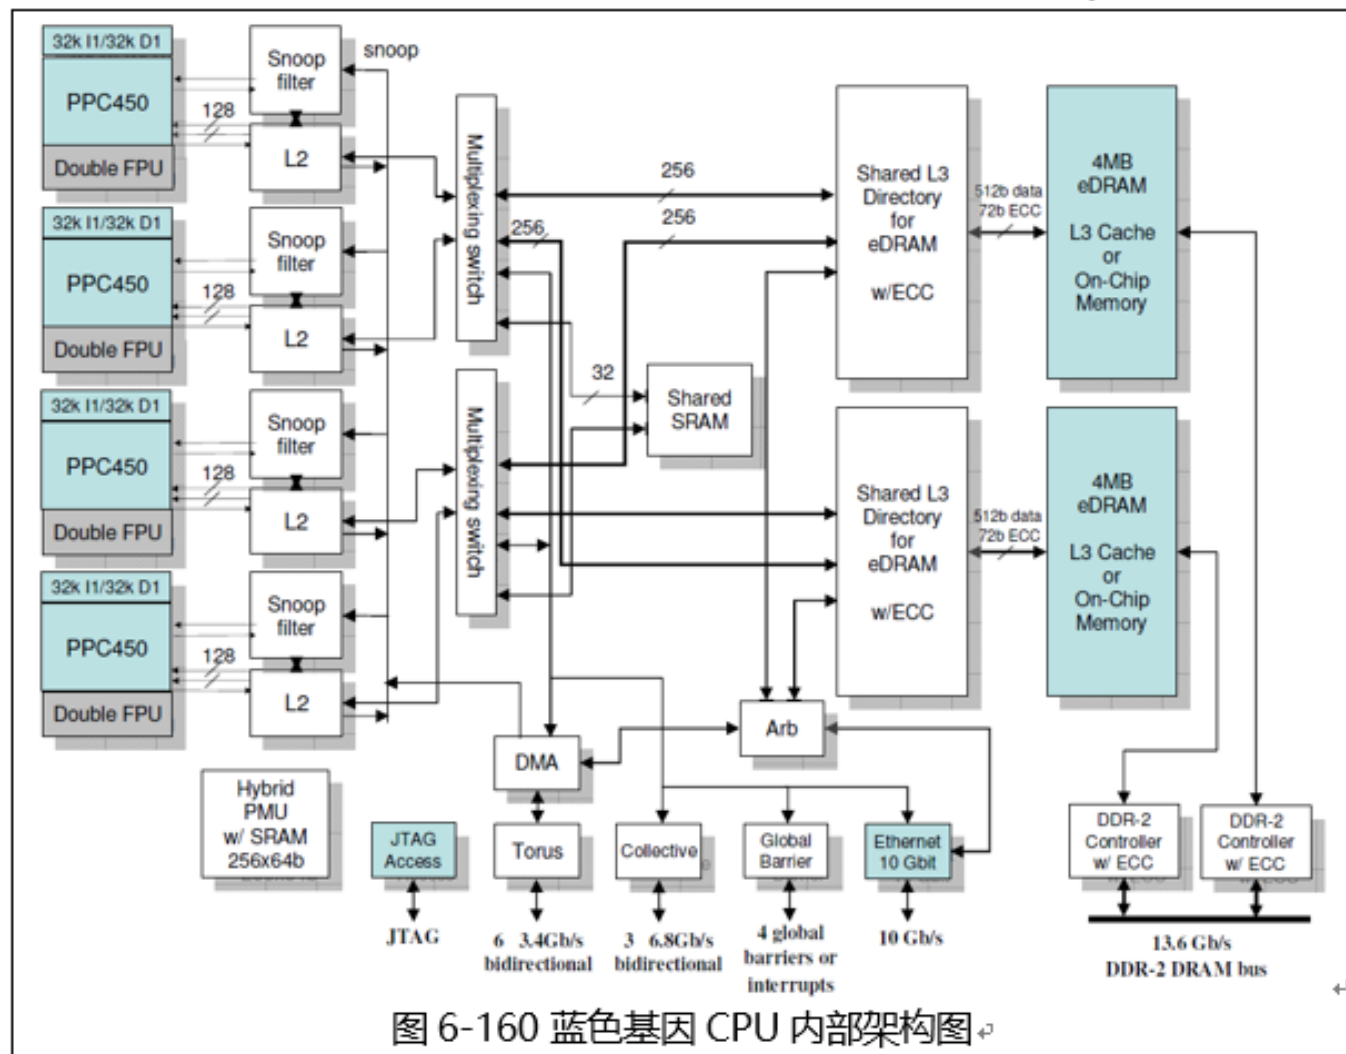 32k I1/32k D1
PPC450
Double FPU
128
Snoop
filter
L2
snoop
32k I1/32k D1
PPC450
Double FPU
128
Snoop
filter
L2
32k I1/32k D1
PPC450
Double FPU
128
Snoop
filter
L2
32k I1/32k D1
PPC450
Double FPU
128
Snoop
filter
L2
Multiplexing switch
Multiplexing switch
256
256
256
32
Shared
SRAM
Shared L3
Directory
for
eDRAM
w/ECC
512b data
72b ECC
4MB
eDRAM
L3 Cache
or
On-Chip
Memory
Shared L3
Directory
for
eDRAM
w/ECC
512b data
72b ECC
4MB
eDRAM
L3 Cache
or
On-Chip
Memory
Arb
DMA
Hybrid
PMU
w/ SRAM
256x64b
JTAG
Access
Torus
Collective
Global
Barrier
Ethernet
10 Gbit
DDR-2
Controller
w/ ECC
DDR-2
Controller
w/ ECC
JTAG
6 3.4Gb/s
bidirectional
3 6.8Gb/s
bidirectional
4 global
barriers or
interrupts
10 Gb/s
13.6 Gb/s
DDR-2 DRAM bus
图 6-160 蓝色基因 CPU 内部架构图